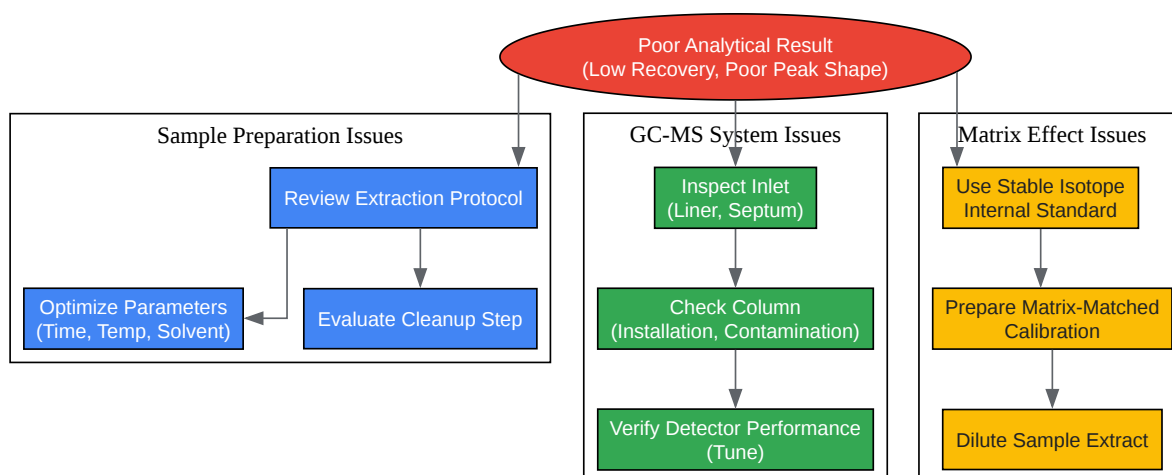 Poor Analytical Result
(Low Recovery, Poor Peak Shape)
Sample Preparation Issues
Review Extraction Protocol
Optimize Parameters
(Time, Temp, Solvent)
Evaluate Cleanup Step
GC-MS System Issues
Inspect Inlet
(Liner, Septum)
Check Column
(Installation, Contamination)
Verify Detector Performance
(Tune)
Matrix Effect Issues
Use Stable Isotope
Internal Standard
Prepare Matrix-Matched
Calibration
Dilute Sample Extract